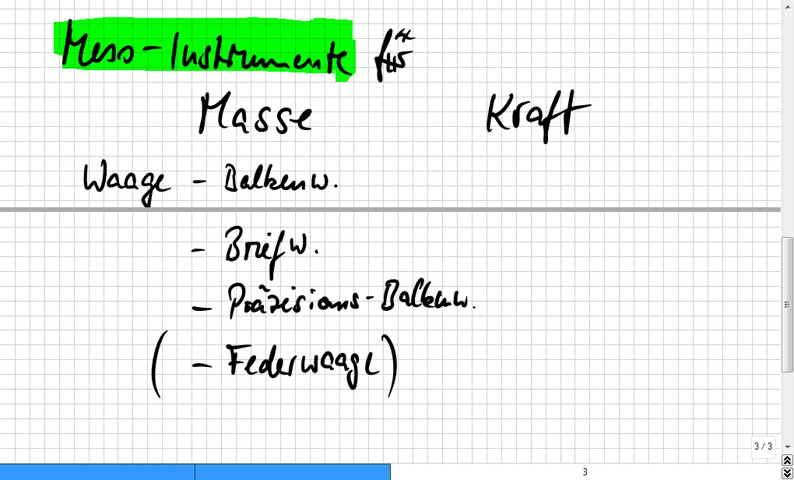 Mess-Instrumente für
Masse Kraft
Waage - Balkenw.
- Briefw.
- Präzisions-Balkenw.
( - Federwaage )
3 / 3
3